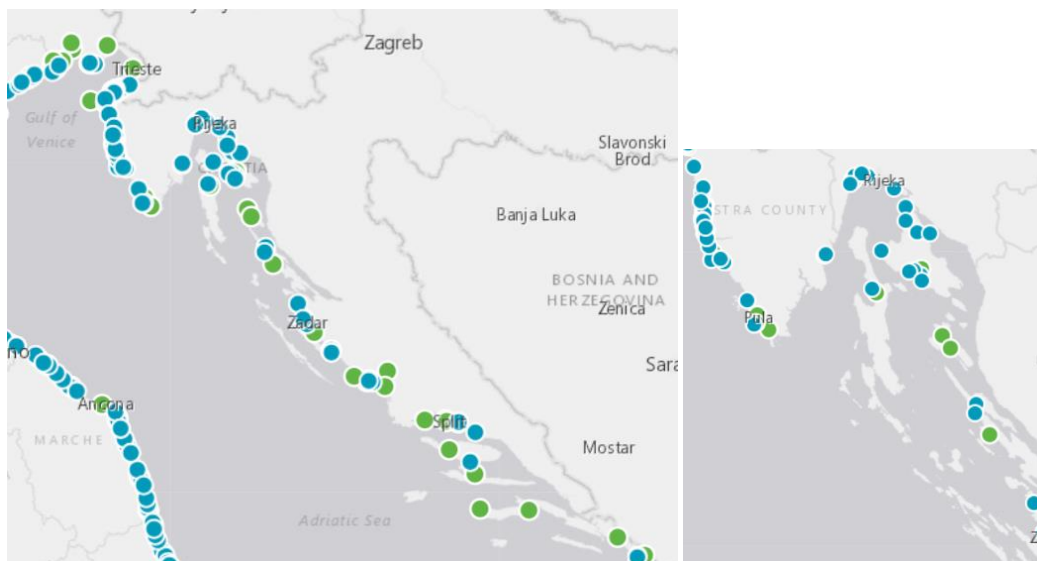 Zagreb
Trieste
Gulf of
Venice
Rijeka
Slavonski
Brod
Banja Luka
BOSNIA AND
HERZEGOVINA
Zenica
Zadar
Sara
Ancona
MARCHE
Split
Mostar
Adriatic Sea
Rijeka
STRA COUNTY
Pula
Z